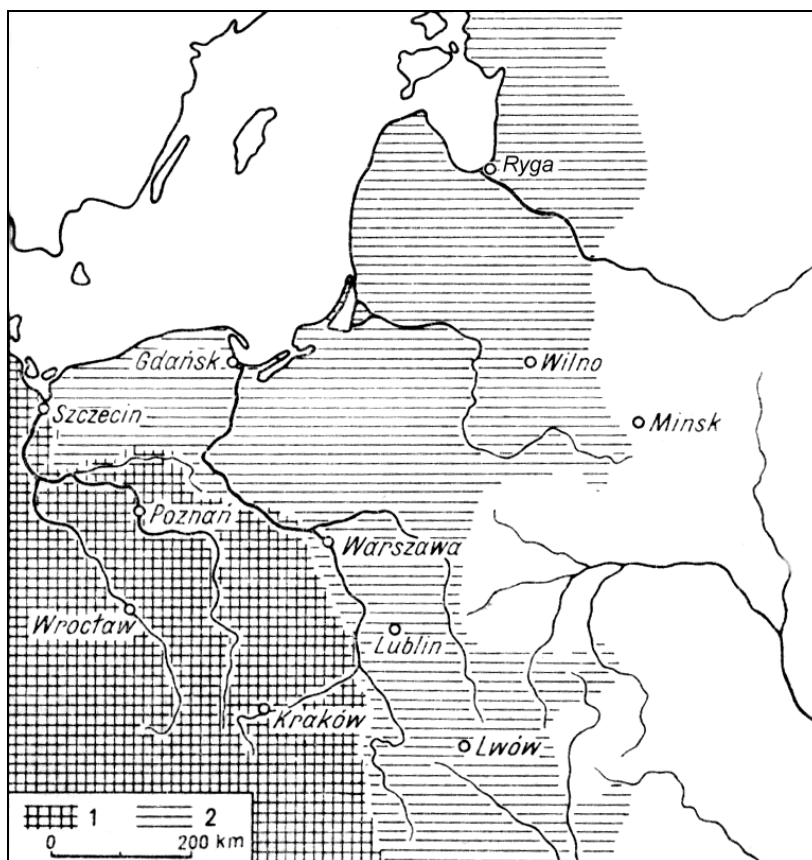 Ryga
Gdańsk
Wilno
Szczecin
Minsk
Poznań
Warszawa
Wrocław
Lublin
Kraków
Lwów
1 2
0 200 km